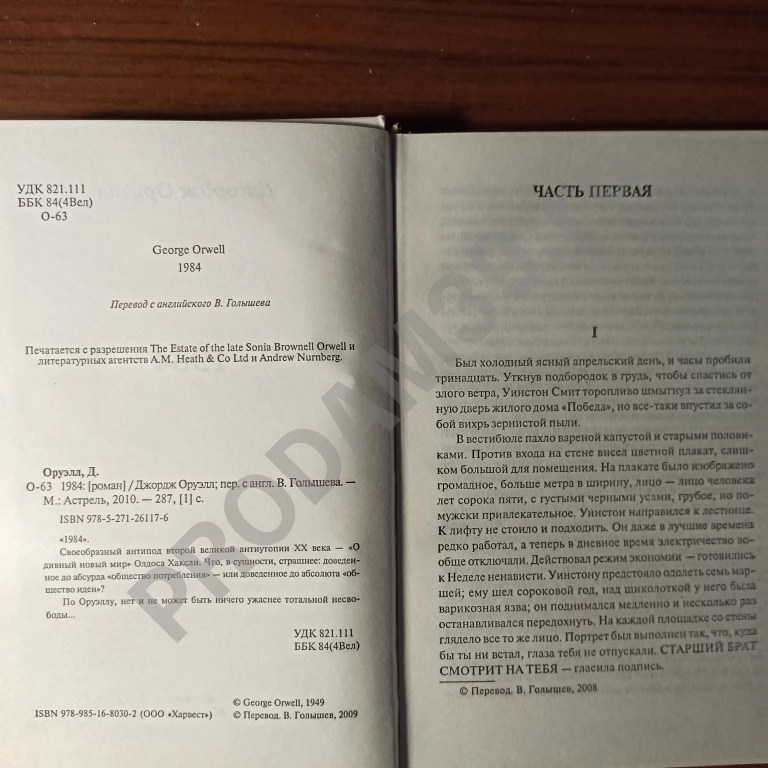 УДК 821.111
ББК 84(4Вел)
О-63
George Orwell
1984
Перевод с английского В. Голышева
Печатается с разрешения The Estate of the late Sonia Brownell Orwell и
литературных агентств A.M. Heath & Co Ltd и Andrew Nurnberg.
Оруэлл, Д.
О-63 1984: [роман] / Джордж Оруэлл; пер. с англ. В. Голышева. —
М.: Астрель, 2010. — 287, [1] с.
ISBN 978-5-271-26117-6
«1984».
Своеобразный антипод второй великой антиутопии XX века — «О
дивный новый мир» Олдоса Хаксли. Что, в сущности, страшнее: доведен-
ное до абсурда «общество потребления» — или доведенное до абсолюта «об-
щество идеи»?
По Оруэллу, нет и не может быть ничего ужаснее тотальной несво-
боды...
УДК 821.111
ББК 84(4Вел)
© George Orwell, 1949
ISBN 978-985-16-8030-2 (ООО «Харвест») © Перевод. В. Голышев, 2009
ЧАСТЬ ПЕРВАЯ
I
Был холодный ясный апрельский день, и часы пробили
тринадцать. Уткнув подбородок в грудь, чтобы спастись от
злого ветра, Уинстон Смит торопливо шмыгнул за стеклян-
ную дверь жилого дома «Победа», но все-таки впустил за со-
бой вихрь зернистой пыли.
В вестибюле пахло вареной капустой и старыми полови-
ками. Против входа на стене висел цветной плакат, слиш-
ком большой для помещения. На плакате было изображено
громадное, больше метра в ширину, лицо — лицо человека
лет сорока пяти, с густыми черными усами, грубое, но по-
мужски привлекательное. Уинстон направился к лестнице.
К лифту не стоило и подходить. Он даже в лучшие времена
редко работал, а теперь в дневное время электричество во-
обще отключали. Действовал режим экономии — готовились
к Неделе ненависти. Уинстону предстояло одолеть семь мар-
шей; ему шел сороковой год, над щиколоткой у него была
варикозная язва; он поднимался медленно и несколько раз
останавливался передохнуть. На каждой площадке со стены
глядело все то же лицо. Портрет был выполнен так, что, куда
бы ты ни встал, глаза тебя не отпускали. СТАРШИЙ БРАТ
СМОТРИТ НА ТЕБЯ — гласила подпись.
© Перевод. В. Голышев, 2008